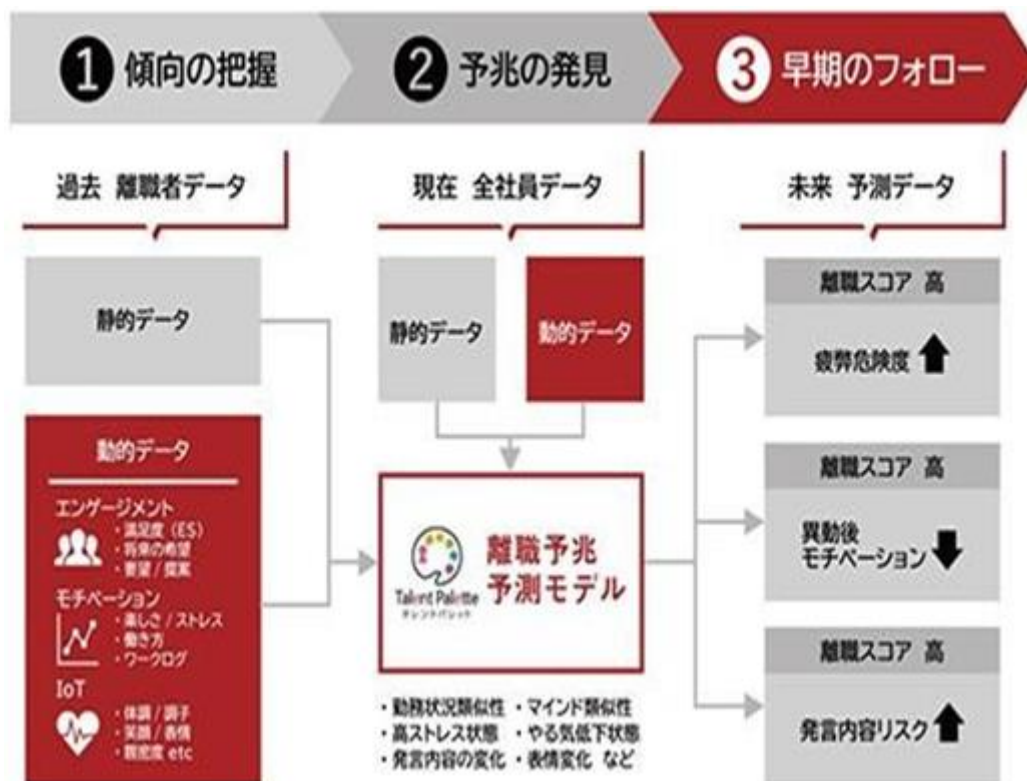 1 傾向の把握
2 予兆の発見
3 早期のフォロー
過去 離職者データ
現在 全社員データ
未来 予測データ
静的データ
動的データ
エンゲージメント
・満足度（ES）
・将来の希望
・要望 / 提案
モチベーション
・楽しさ / ストレス
・働き方
・ワークログ
IoT
・体調 / 調子
・笑顔 / 表情
・親密度 etc
静的データ
動的データ
Talent Palette
タレントパレット
離職予兆
予測モデル
・勤務状況類似性 ・マインド類似性
・高ストレス状態 ・やる気低下状態
・発言内容の変化 ・表情変化 など
離職スコア 高
疲弊危険度
離職スコア 高
異動後
モチベーション
離職スコア 高
発言内容リスク